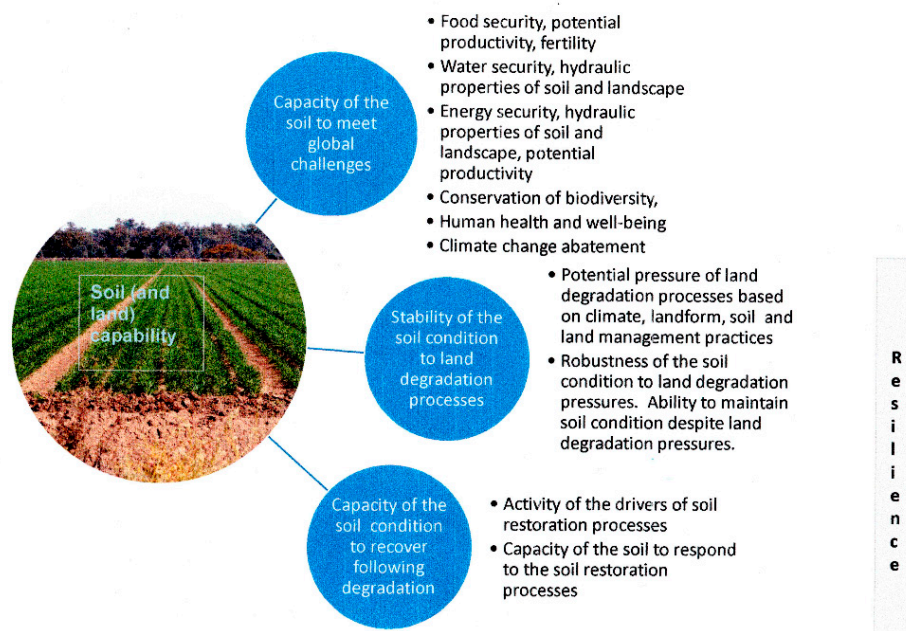 Soil (and
land)
capability
Capacity of the
soil to meet
global
challenges
• Food security, potential
productivity, fertility
• Water security, hydraulic
properties of soil and landscape
• Energy security, hydraulic
properties of soil and
landscape, potential
productivity
• Conservation of biodiversity,
• Human health and well-being
• Climate change abatement
Stability of the
soil condition
to land
degradation
processes
• Potential pressure of land
degradation processes based
on climate, landform, soil and
land management practices
• Robustness of the soil
condition to land degradation
pressures. Ability to maintain
soil condition despite land
degradation pressures.
Capacity of the
soil condition
to recover
following
degradation
• Activity of the drivers of soil
restoration processes
• Capacity of the soil to respond
to the soil restoration
processes
Resilience